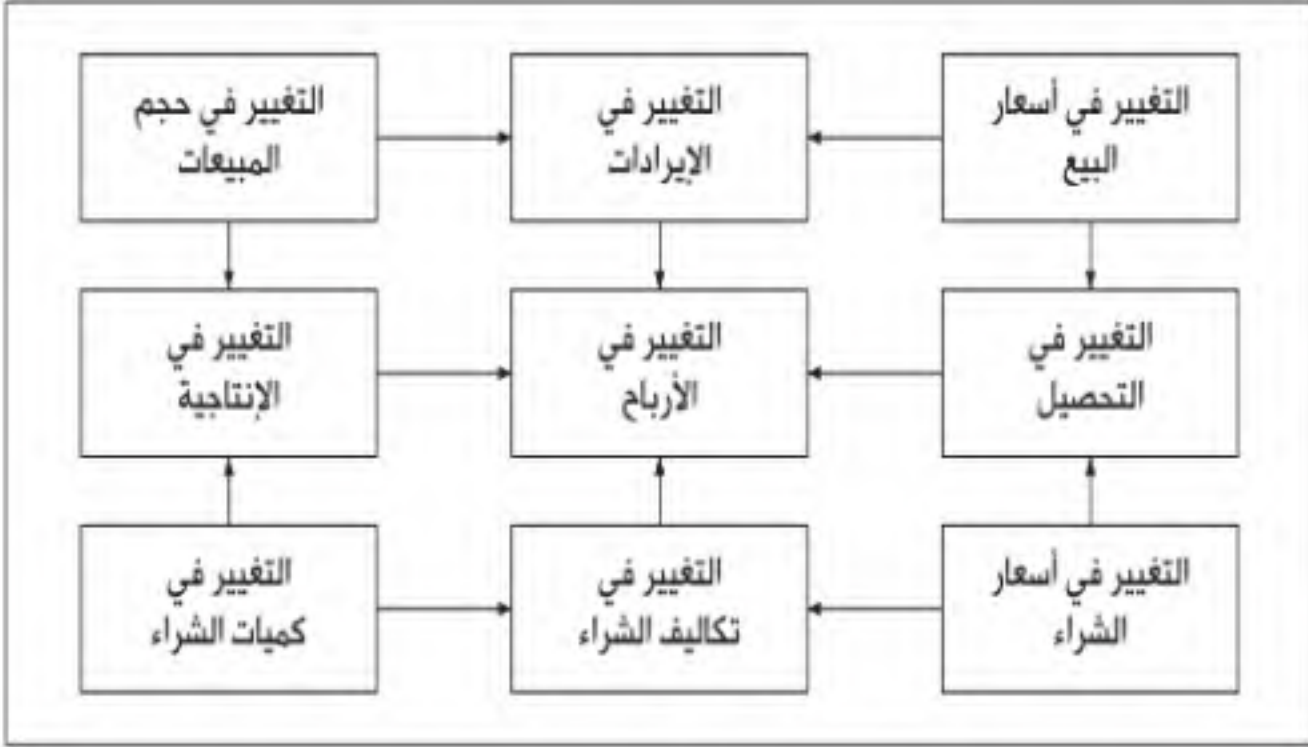 التغيير في أسعار
البيع
التغيير في
الإيرادات
التغيير في حجم
المبيعات
التغيير في
التحصيل
التغيير في
الأرباح
التغيير في
الإنتاجية
التغيير في أسعار
الشراء
التغيير في
تكاليف الشراء
التغيير في
كميات الشراء